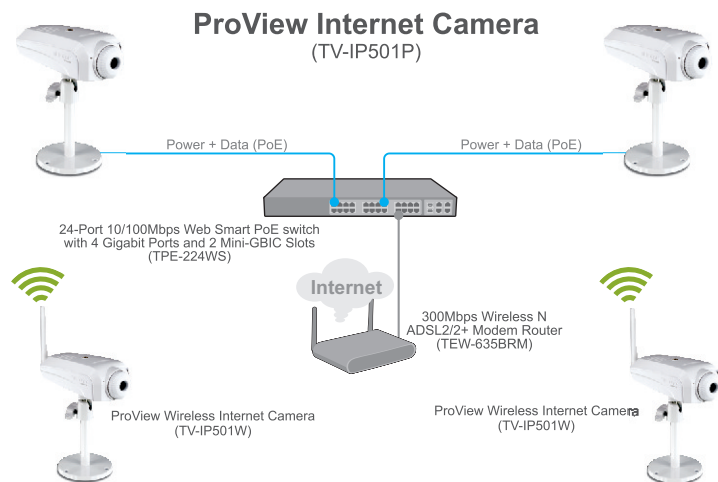 ProView Internet Camera
(TV-IP501P)
Power + Data (PoE)
Power + Data (PoE)
24-Port 10/100Mbps Web Smart PoE switch
with 4 Gigabit Ports and 2 Mini-GBIC Slots
(TPE-224WS)
Internet
300Mbps Wireless N
ADSL2/2+ Modem Router
(TEW-635BRM)
ProView Wireless Internet Camera
(TV-IP501W)
ProView Wireless Internet Camera
(TV-IP501W)